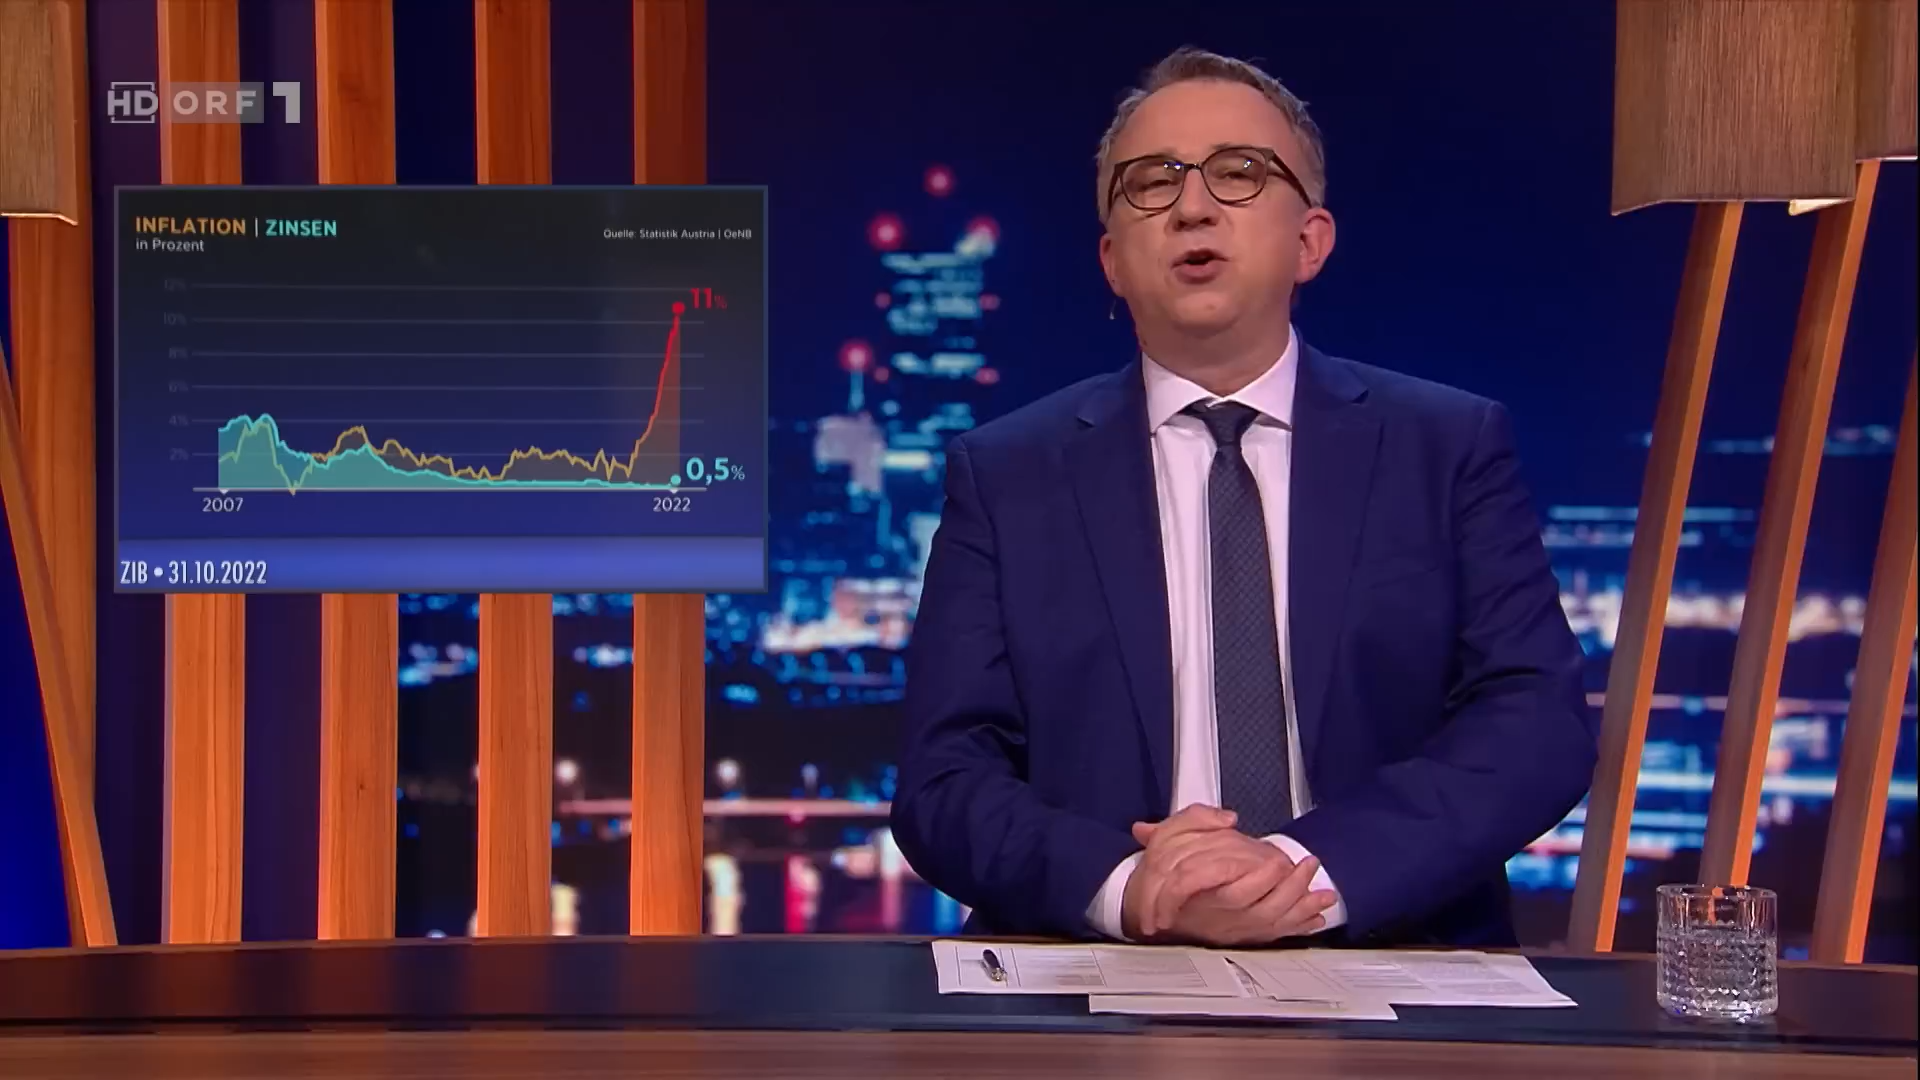 HD ORF 1
INFLATION | ZINSEN
in Prozent
Quelle: Statistik Austria | OeNB
12%
11%
10%
8%
6%
4%
2%
0,5%
2007
2022
ZIB • 31.10.2022